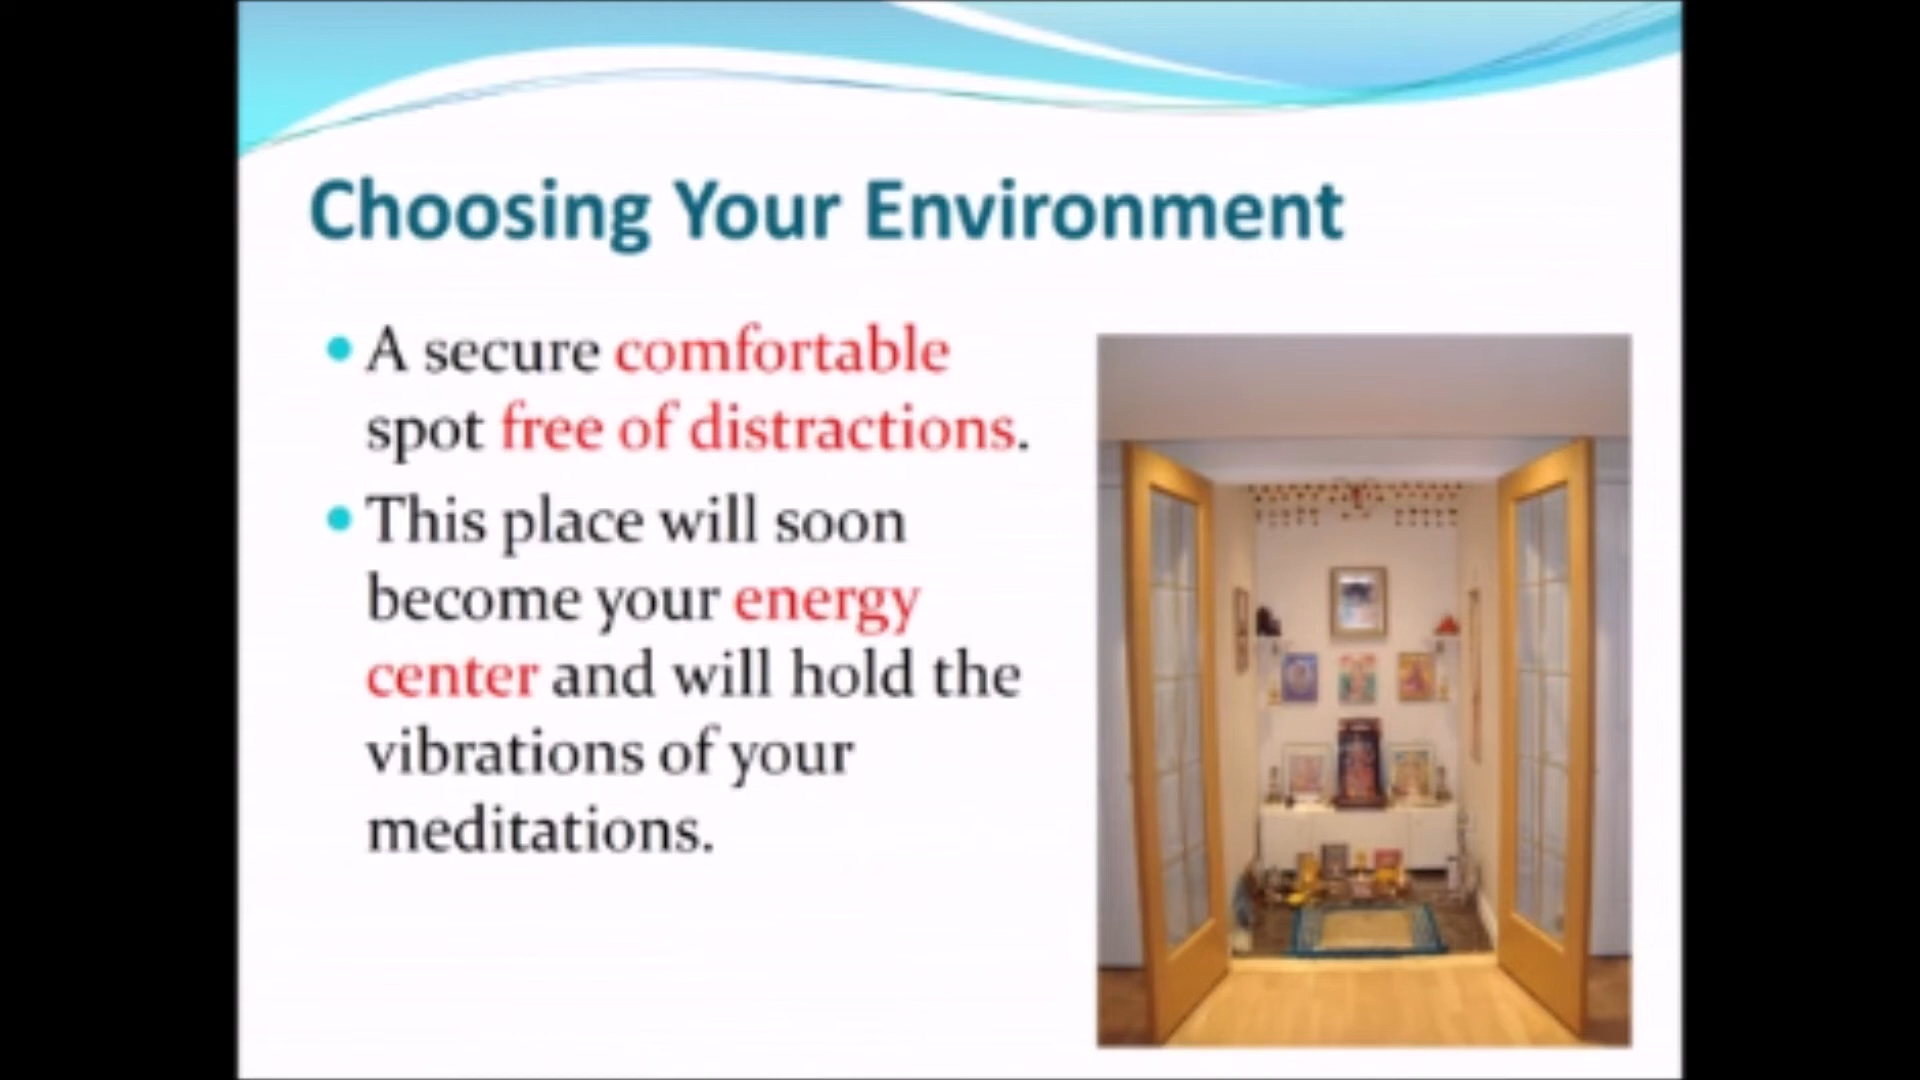 Choosing Your Environment
A secure comfortable
spot free of distractions.
This place will soon
become your energy
center and will hold the
vibrations of your
meditations.